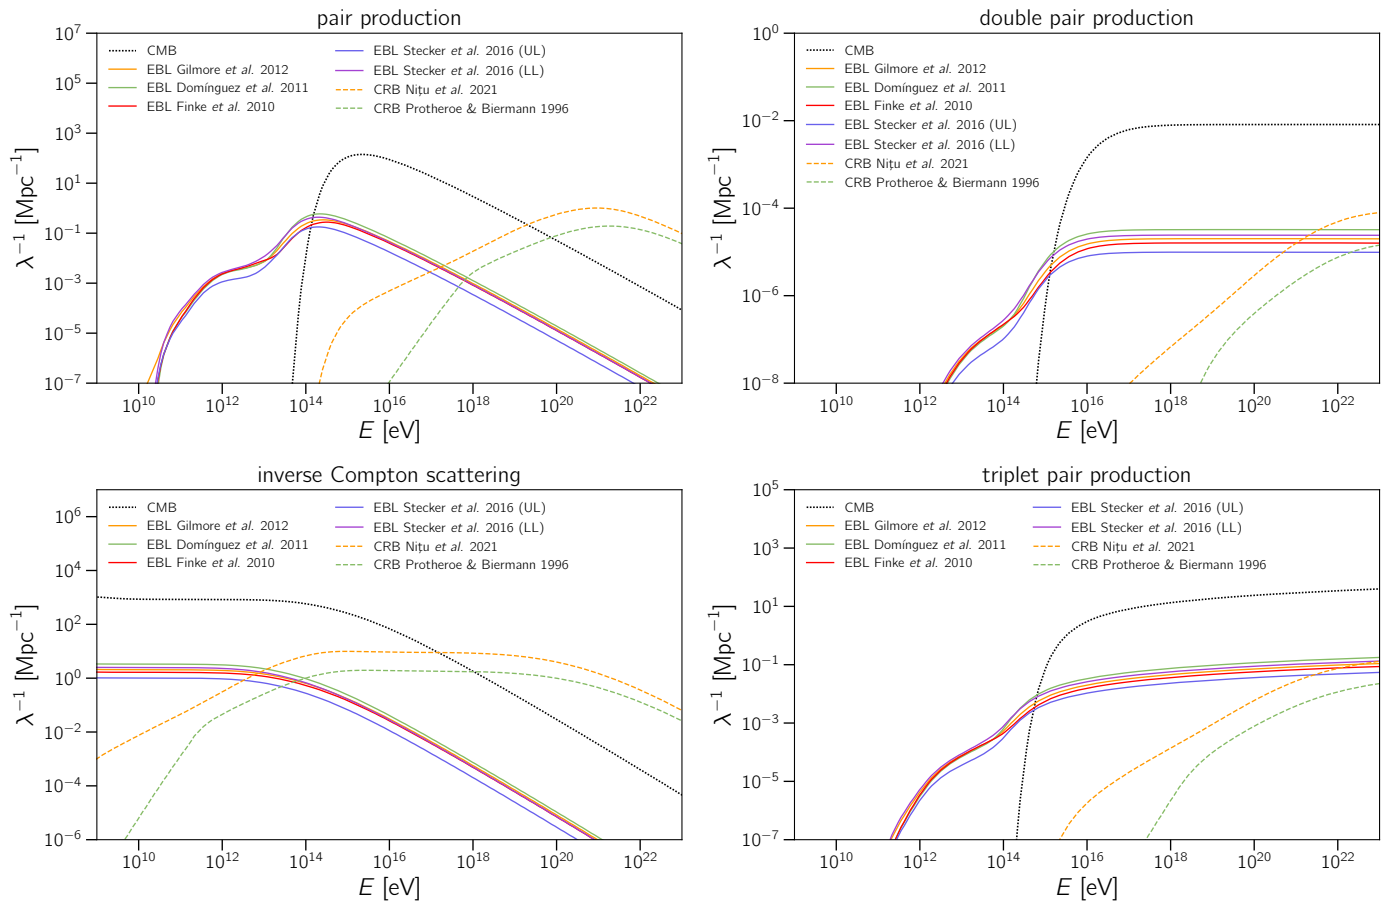 pair production
10^7
10^5
10^3
10^1
10^−1
10^−3
10^−5
10^−7
λ^−1 [Mpc^−1]
CMB
EBL Gilmore et al. 2012
EBL Domínguez et al. 2011
EBL Finke et al. 2010
EBL Stecker et al. 2016 (UL)
EBL Stecker et al. 2016 (LL)
CRB Nițu et al. 2021
CRB Protheroe & Biermann 1996
10^10 10^12 10^14 10^16 10^18 10^20 10^22
E [eV]
double pair production
10^0
10^−2
10^−4
10^−6
10^−8
λ^−1 [Mpc^−1]
CMB
EBL Gilmore et al. 2012
EBL Domínguez et al. 2011
EBL Finke et al. 2010
EBL Stecker et al. 2016 (UL)
EBL Stecker et al. 2016 (LL)
CRB Nițu et al. 2021
CRB Protheroe & Biermann 1996
10^10 10^12 10^14 10^16 10^18 10^20 10^22
E [eV]
inverse Compton scattering
10^6
10^4
10^2
10^0
10^−2
10^−4
10^−6
λ^−1 [Mpc^−1]
CMB
EBL Gilmore et al. 2012
EBL Domínguez et al. 2011
EBL Finke et al. 2010
EBL Stecker et al. 2016 (UL)
EBL Stecker et al. 2016 (LL)
CRB Nițu et al. 2021
CRB Protheroe & Biermann 1996
10^10 10^12 10^14 10^16 10^18 10^20 10^22
E [eV]
triplet pair production
10^5
10^3
10^1
10^−1
10^−3
10^−5
10^−7
λ^−1 [Mpc^−1]
CMB
EBL Gilmore et al. 2012
EBL Domínguez et al. 2011
EBL Finke et al. 2010
EBL Stecker et al. 2016 (UL)
EBL Stecker et al. 2016 (LL)
CRB Nițu et al. 2021
CRB Protheroe & Biermann 1996
10^10 10^12 10^14 10^16 10^18 10^20 10^22
E [eV]